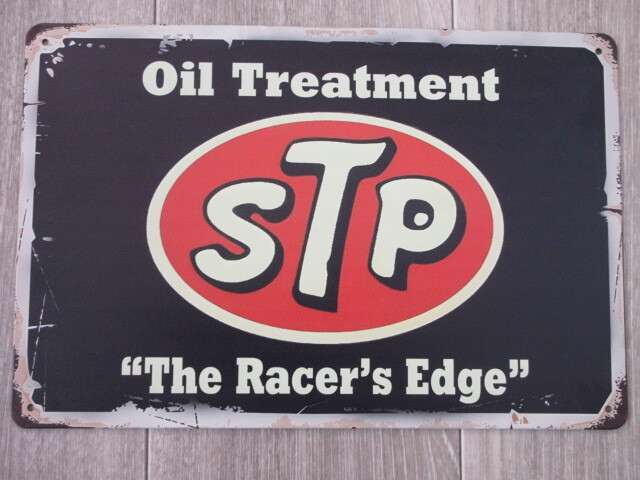 Oil Treatment
STP
“The Racer’s Edge”